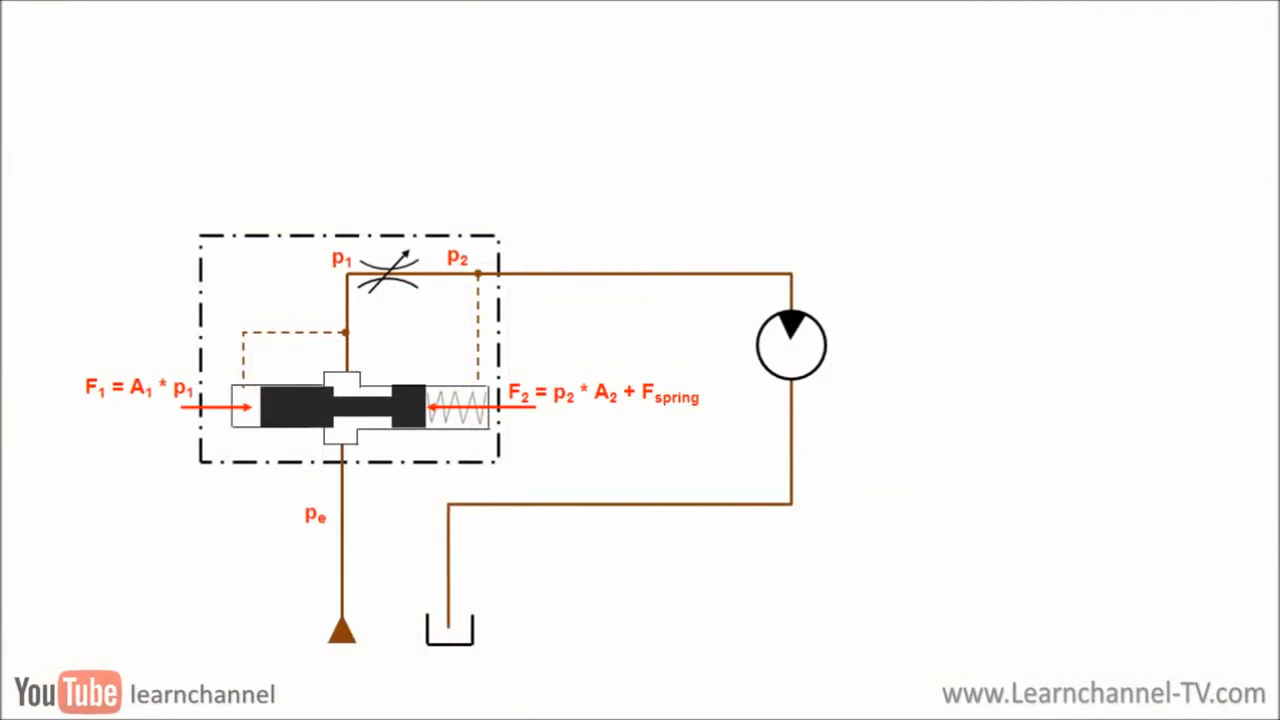 p₁ p₂
F₁ = A₁ * p₁
F₂ = p₂ * A₂ + Fspring
pₑ
YouTube learnchannel
www.Learnchannel-TV.com